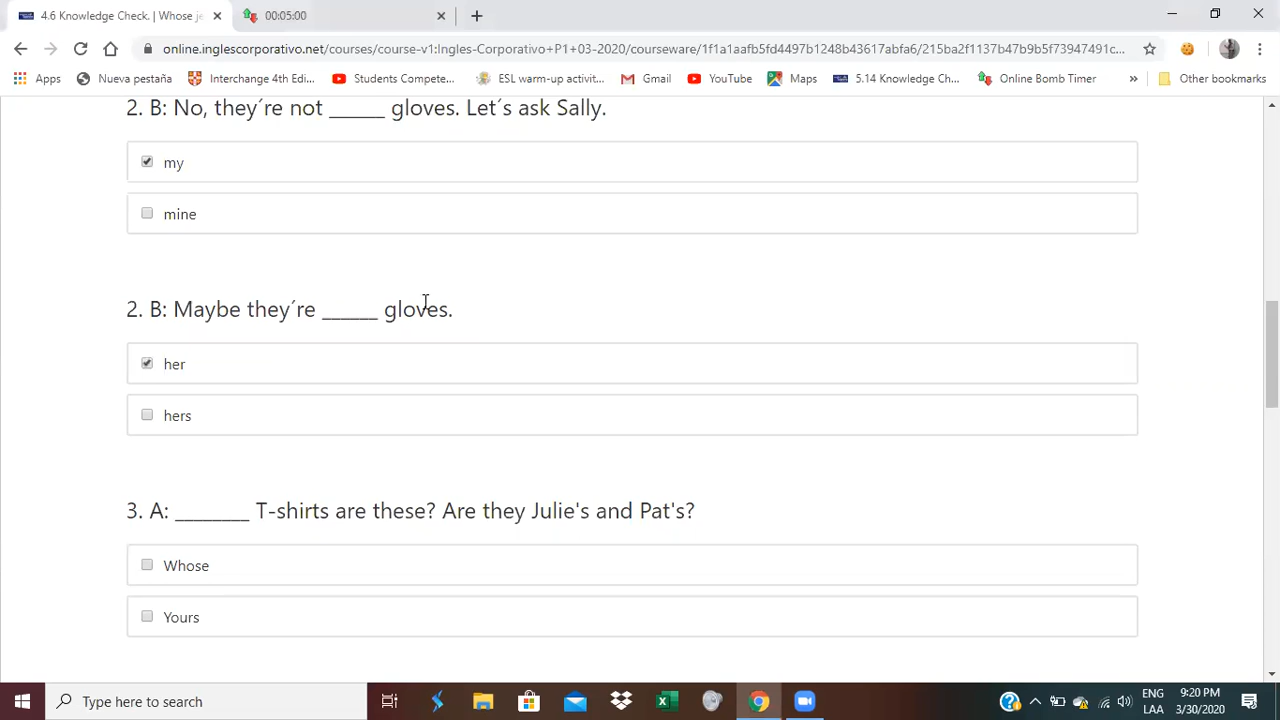 4.6 Knowledge Check. | Whose je
00:05:00
online.inglescorporativo.net/courses/course-v1:Ingles-Corporativo+P1+03-2020/courseware/1f1a1aafb5fd4497b1248b43617abfa6/215ba2f1137b47b9b5f73947491c...
Apps
Nueva pestaña
Interchange 4th Edi...
Students Compete...
ESL warm-up activit...
Gmail
YouTube
Maps
5.14 Knowledge Ch...
Online Bomb Timer
»
Other bookmarks
2. B: No, they´re not ______ gloves. Let´s ask Sally.
my
mine
2. B: Maybe they´re ______ gloves.
her
hers
3. A: ________ T-shirts are these? Are they Julie's and Pat's?
Whose
Yours
Type here to search
ENG
LAA
9:20 PM
3/30/2020